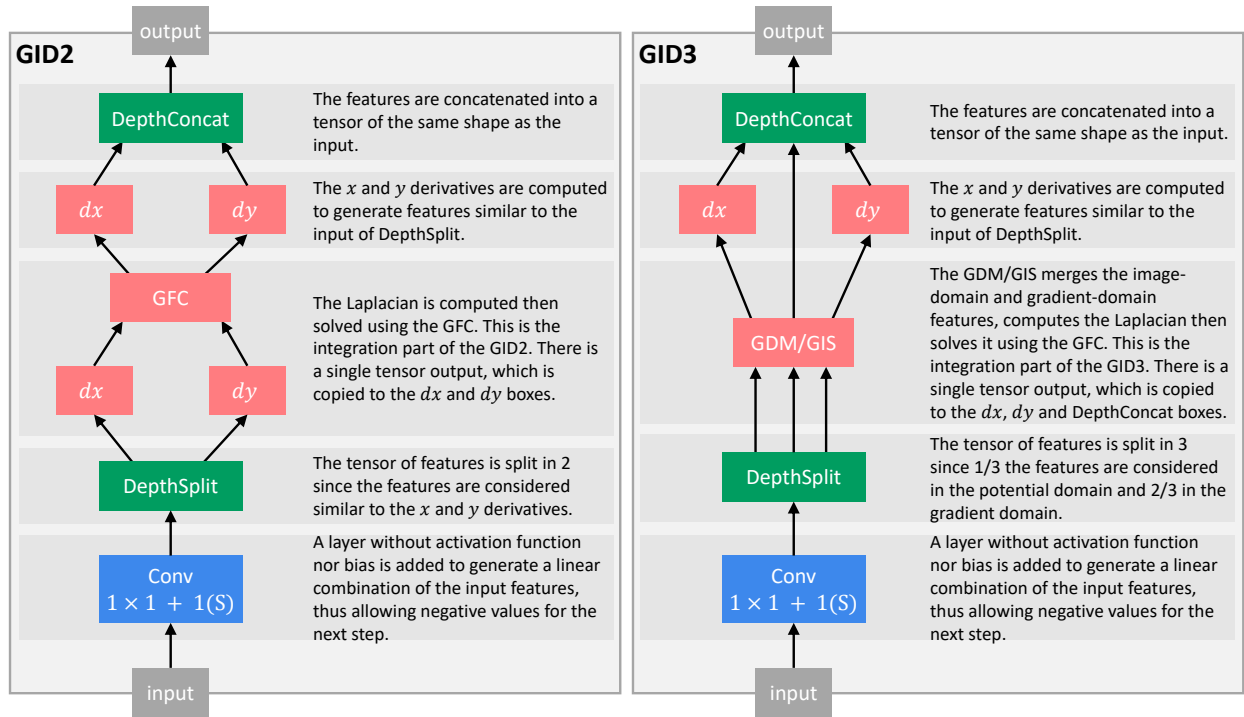 output
GID2
DepthConcat
The features are concatenated into a
tensor of the same shape as the
input.
dx
dy
The x and y derivatives are computed
to generate features similar to the
input of DepthSplit.
GFC
The Laplacian is computed then
solved using the GFC. This is the
integration part of the GID2. There is
a single tensor output, which is
copied to the dx and dy boxes.
dx
dy
DepthSplit
The tensor of features is split in 2
since the features are considered
similar to the x and y derivatives.
Conv
1 × 1 + 1(S)
A layer without activation function
nor bias is added to generate a linear
combination of the input features,
thus allowing negative values for the
next step.
input
output
GID3
DepthConcat
The features are concatenated into
a tensor of the same shape as the input.
dx
dy
The x and y derivatives are computed
to generate features similar to the
input of DepthSplit.
GDM/GIS
The GDM/GIS merges the image-
domain and gradient-domain
features, computes the Laplacian then
solves it using the GFC. This is the
integration part of the GID3. There is a
single tensor output, which is copied
to the dx, dy and DepthConcat boxes.
DepthSplit
The tensor of features is split in 3
since 1/3 the features are considered
in the potential domain and 2/3 in the
gradient domain.
Conv
1 × 1 + 1(S)
A layer without activation function
nor bias is added to generate a linear
combination of the input features,
thus allowing negative values for the
next step.
input